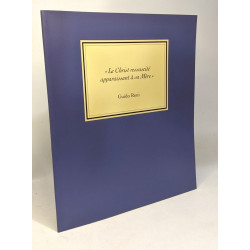 «Le Christ ressuscité
apparaissant à sa Mère»
Guido Reni